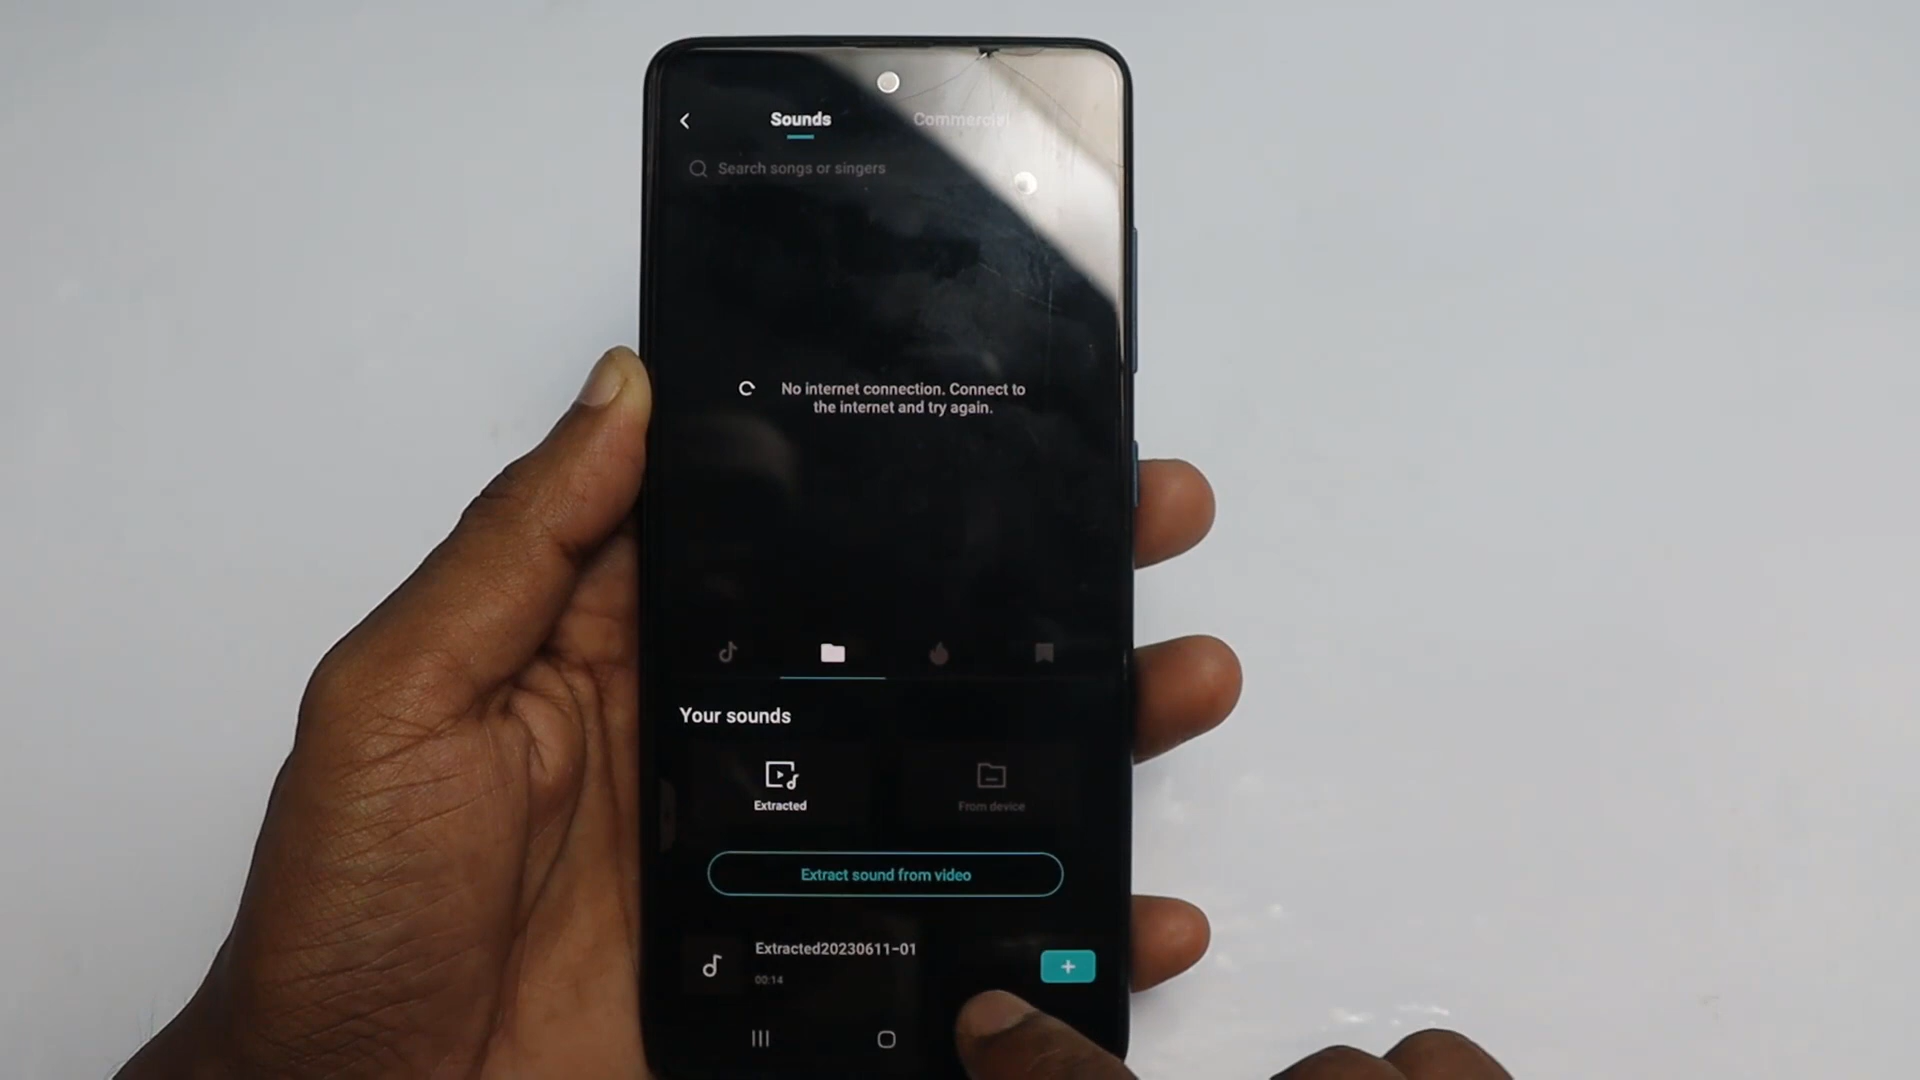 Sounds
Commercial
Search songs or singers
No internet connection. Connect to
the internet and try again.
Your sounds
Extracted
From device
Extract sound from video
Extracted20230611-01
00:14